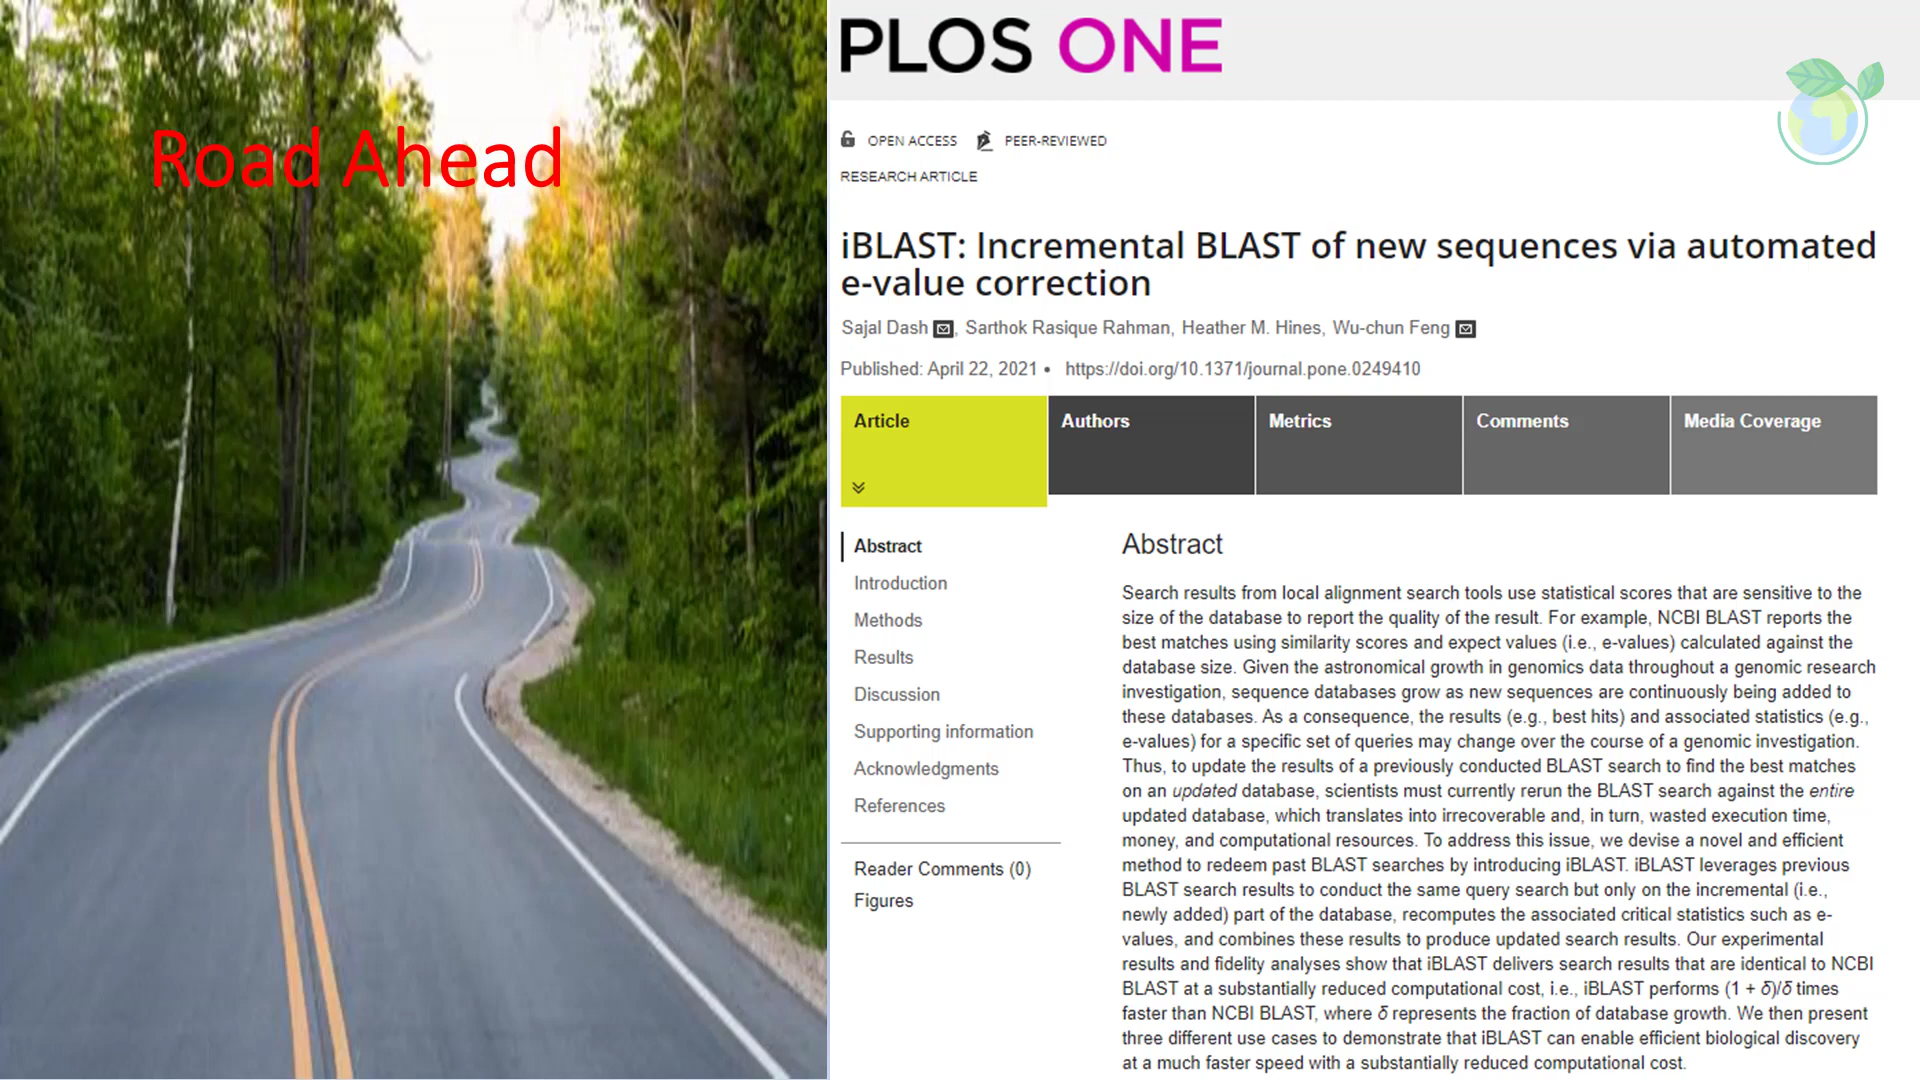 Road Ahead
PLOS ONE
OPEN ACCESS PEER-REVIEWED
RESEARCH ARTICLE
iBLAST: Incremental BLAST of new sequences via automated
e-value correction
Sajal Dash , Sarthok Rasique Rahman, Heather M. Hines, Wu-chun Feng
Published: April 22, 2021 • https://doi.org/10.1371/journal.pone.0249410
Article Authors Metrics Comments Media Coverage
Abstract
Introduction
Methods
Results
Discussion
Supporting information
Acknowledgments
References
Reader Comments (0)
Figures
Abstract
Search results from local alignment search tools use statistical scores that are sensitive to the
size of the database to report the quality of the result. For example, NCBI BLAST reports the
best matches using similarity scores and expect values (i.e., e-values) calculated against the
database size. Given the astronomical growth in genomics data throughout a genomic research
investigation, sequence databases grow as new sequences are continuously being added to
these databases. As a consequence, the results (e.g., best hits) and associated statistics (e.g.,
e-values) for a specific set of queries may change over the course of a genomic investigation.
Thus, to update the results of a previously conducted BLAST search to find the best matches
on an updated database, scientists must currently rerun the BLAST search against the entire
updated database, which translates into irrecoverable and, in turn, wasted execution time,
money, and computational resources. To address this issue, we devise a novel and efficient
method to redeem past BLAST searches by introducing iBLAST. iBLAST leverages previous
BLAST search results to conduct the same query search but only on the incremental (i.e.,
newly added) part of the database, recomputes the associated critical statistics such as e-
values, and combines these results to produce updated search results. Our experimental
results and fidelity analyses show that iBLAST delivers search results that are identical to NCBI
BLAST at a substantially reduced computational cost, i.e., iBLAST performs (1 + δ)/δ times
faster than NCBI BLAST, where δ represents the fraction of database growth. We then present
three different use cases to demonstrate that iBLAST can enable efficient biological discovery
at a much faster speed with a substantially reduced computational cost.